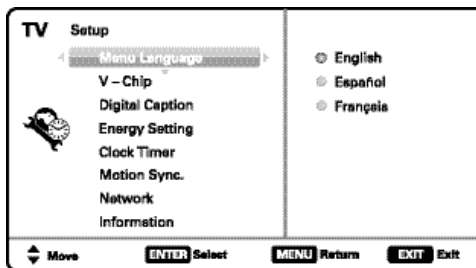 TV Setup
Menu Language
V – Chip
Digital Caption
Energy Setting
Clock Timer
Motion Sync.
Network
Information
English
Español
Français
Move ENTER Select MENU Return EXIT Exit